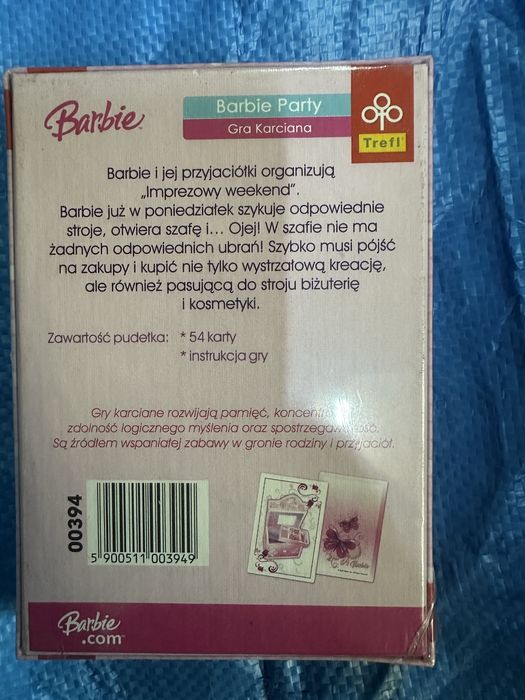 Barbie
Barbie Party
Gra Karciana
Trefl
Barbie i jej przyjaciółki organizują
„Imprezowy weekend”.
Barbie już w poniedziałek szykuje odpowiednie
stroje, otwiera szafę i... Ojej! W szafie nie ma
żadnych odpowiednich ubrań! Szybko musi pójść
na zakupy i kupić nie tylko wystrzałową kreację,
ale również pasującą do stroju biżuterię
i kosmetyki.
Zawartość pudełka: * 54 karty
* instrukcja gry
Gry karciane rozwijają pamięć,
zdolność logicznego myślenia oraz
Są źródłem wspaniałej zabawy w gronie rodziny i przyjaciół.
00394
5 900511 003949
Barbie
Barbie
.com